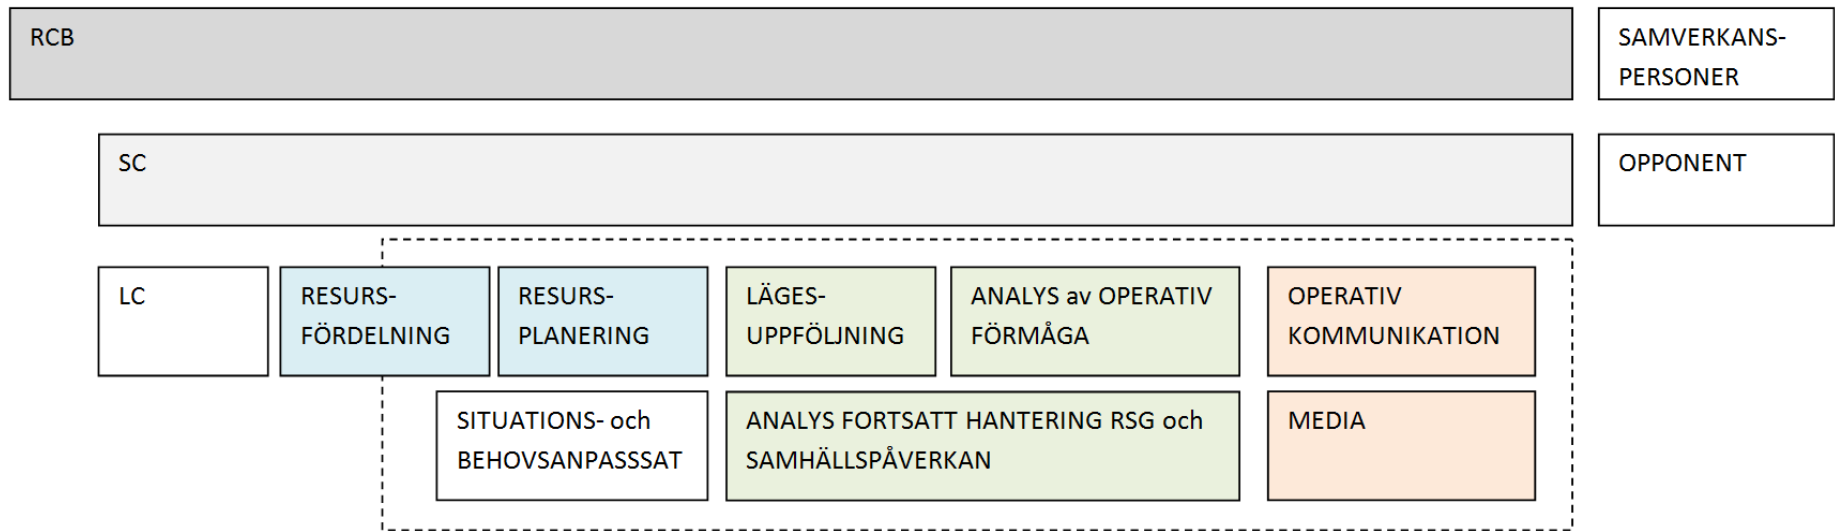 RCB
SAMVERKANS-
PERSONER
SC
OPPONENT
LC
RESURS-
FÖRDELNING
RESURS-
PLANERING
LÄGES-
UPPFÖLJNING
ANALYS av OPERATIV
FÖRMÅGA
OPERATIV
KOMMUNIKATION
SITUATIONS- och
BEHOVSANPASSSAT
ANALYS FORTSATT HANTERING RSG och
SAMHÄLLSPÅVERKAN
MEDIA